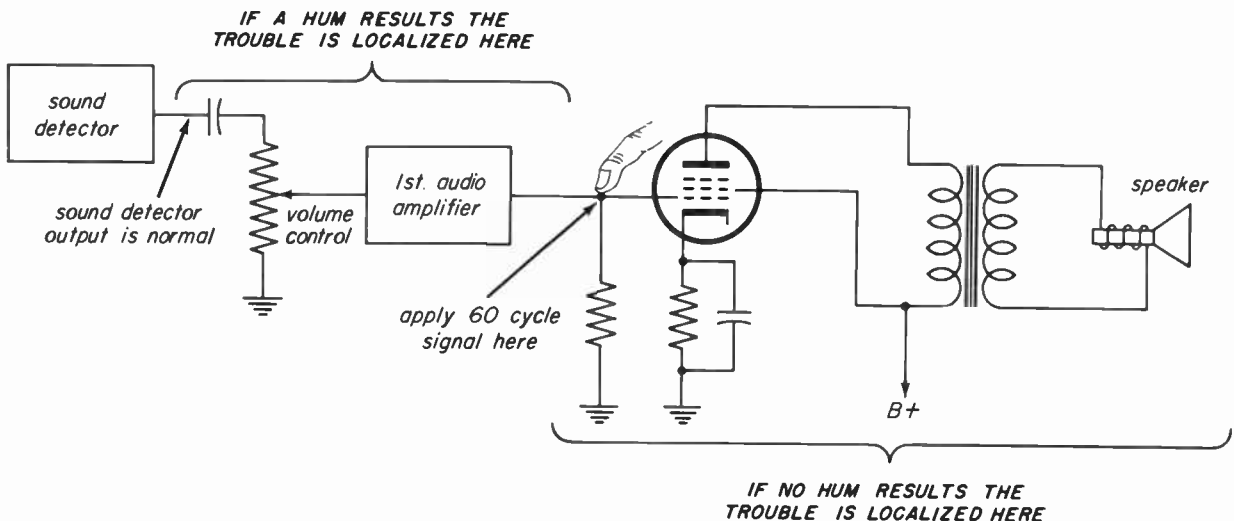 IF A HUM RESULTS THE
TROUBLE IS LOCALIZED HERE
sound
detector
sound detector
output is normal
volume
control
1st. audio
amplifier
apply 60 cycle
signal here
speaker
B+
IF NO HUM RESULTS THE
TROUBLE IS LOCALIZED HERE